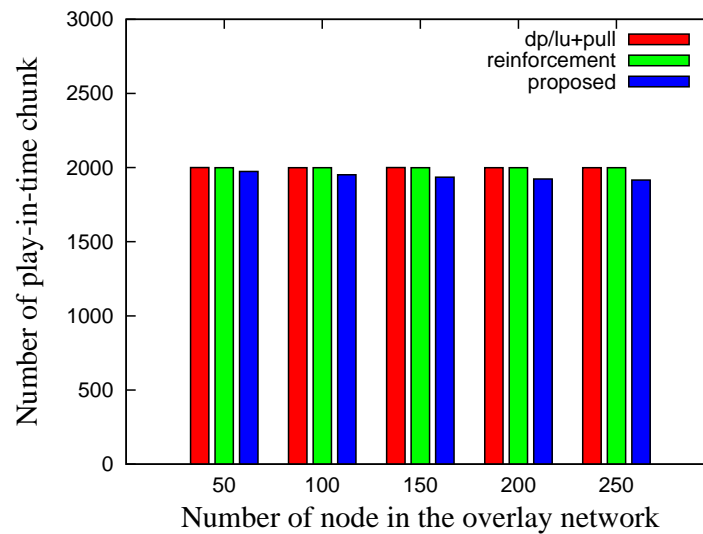 3000
2500
2000
1500
1000
500
0
Number of play-in-time chunk
dp/lu+pull
reinforcement
proposed
50 100 150 200 250
Number of node in the overlay network